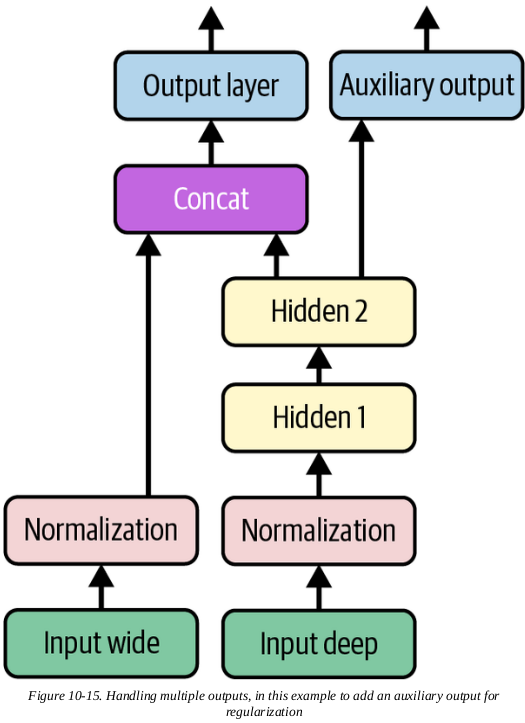 Output layer
Auxiliary output
Concat
Hidden 2
Hidden 1
Normalization
Normalization
Input wide
Input deep
Figure 10-15. Handling multiple outputs, in this example to add an auxiliary output for
regularization